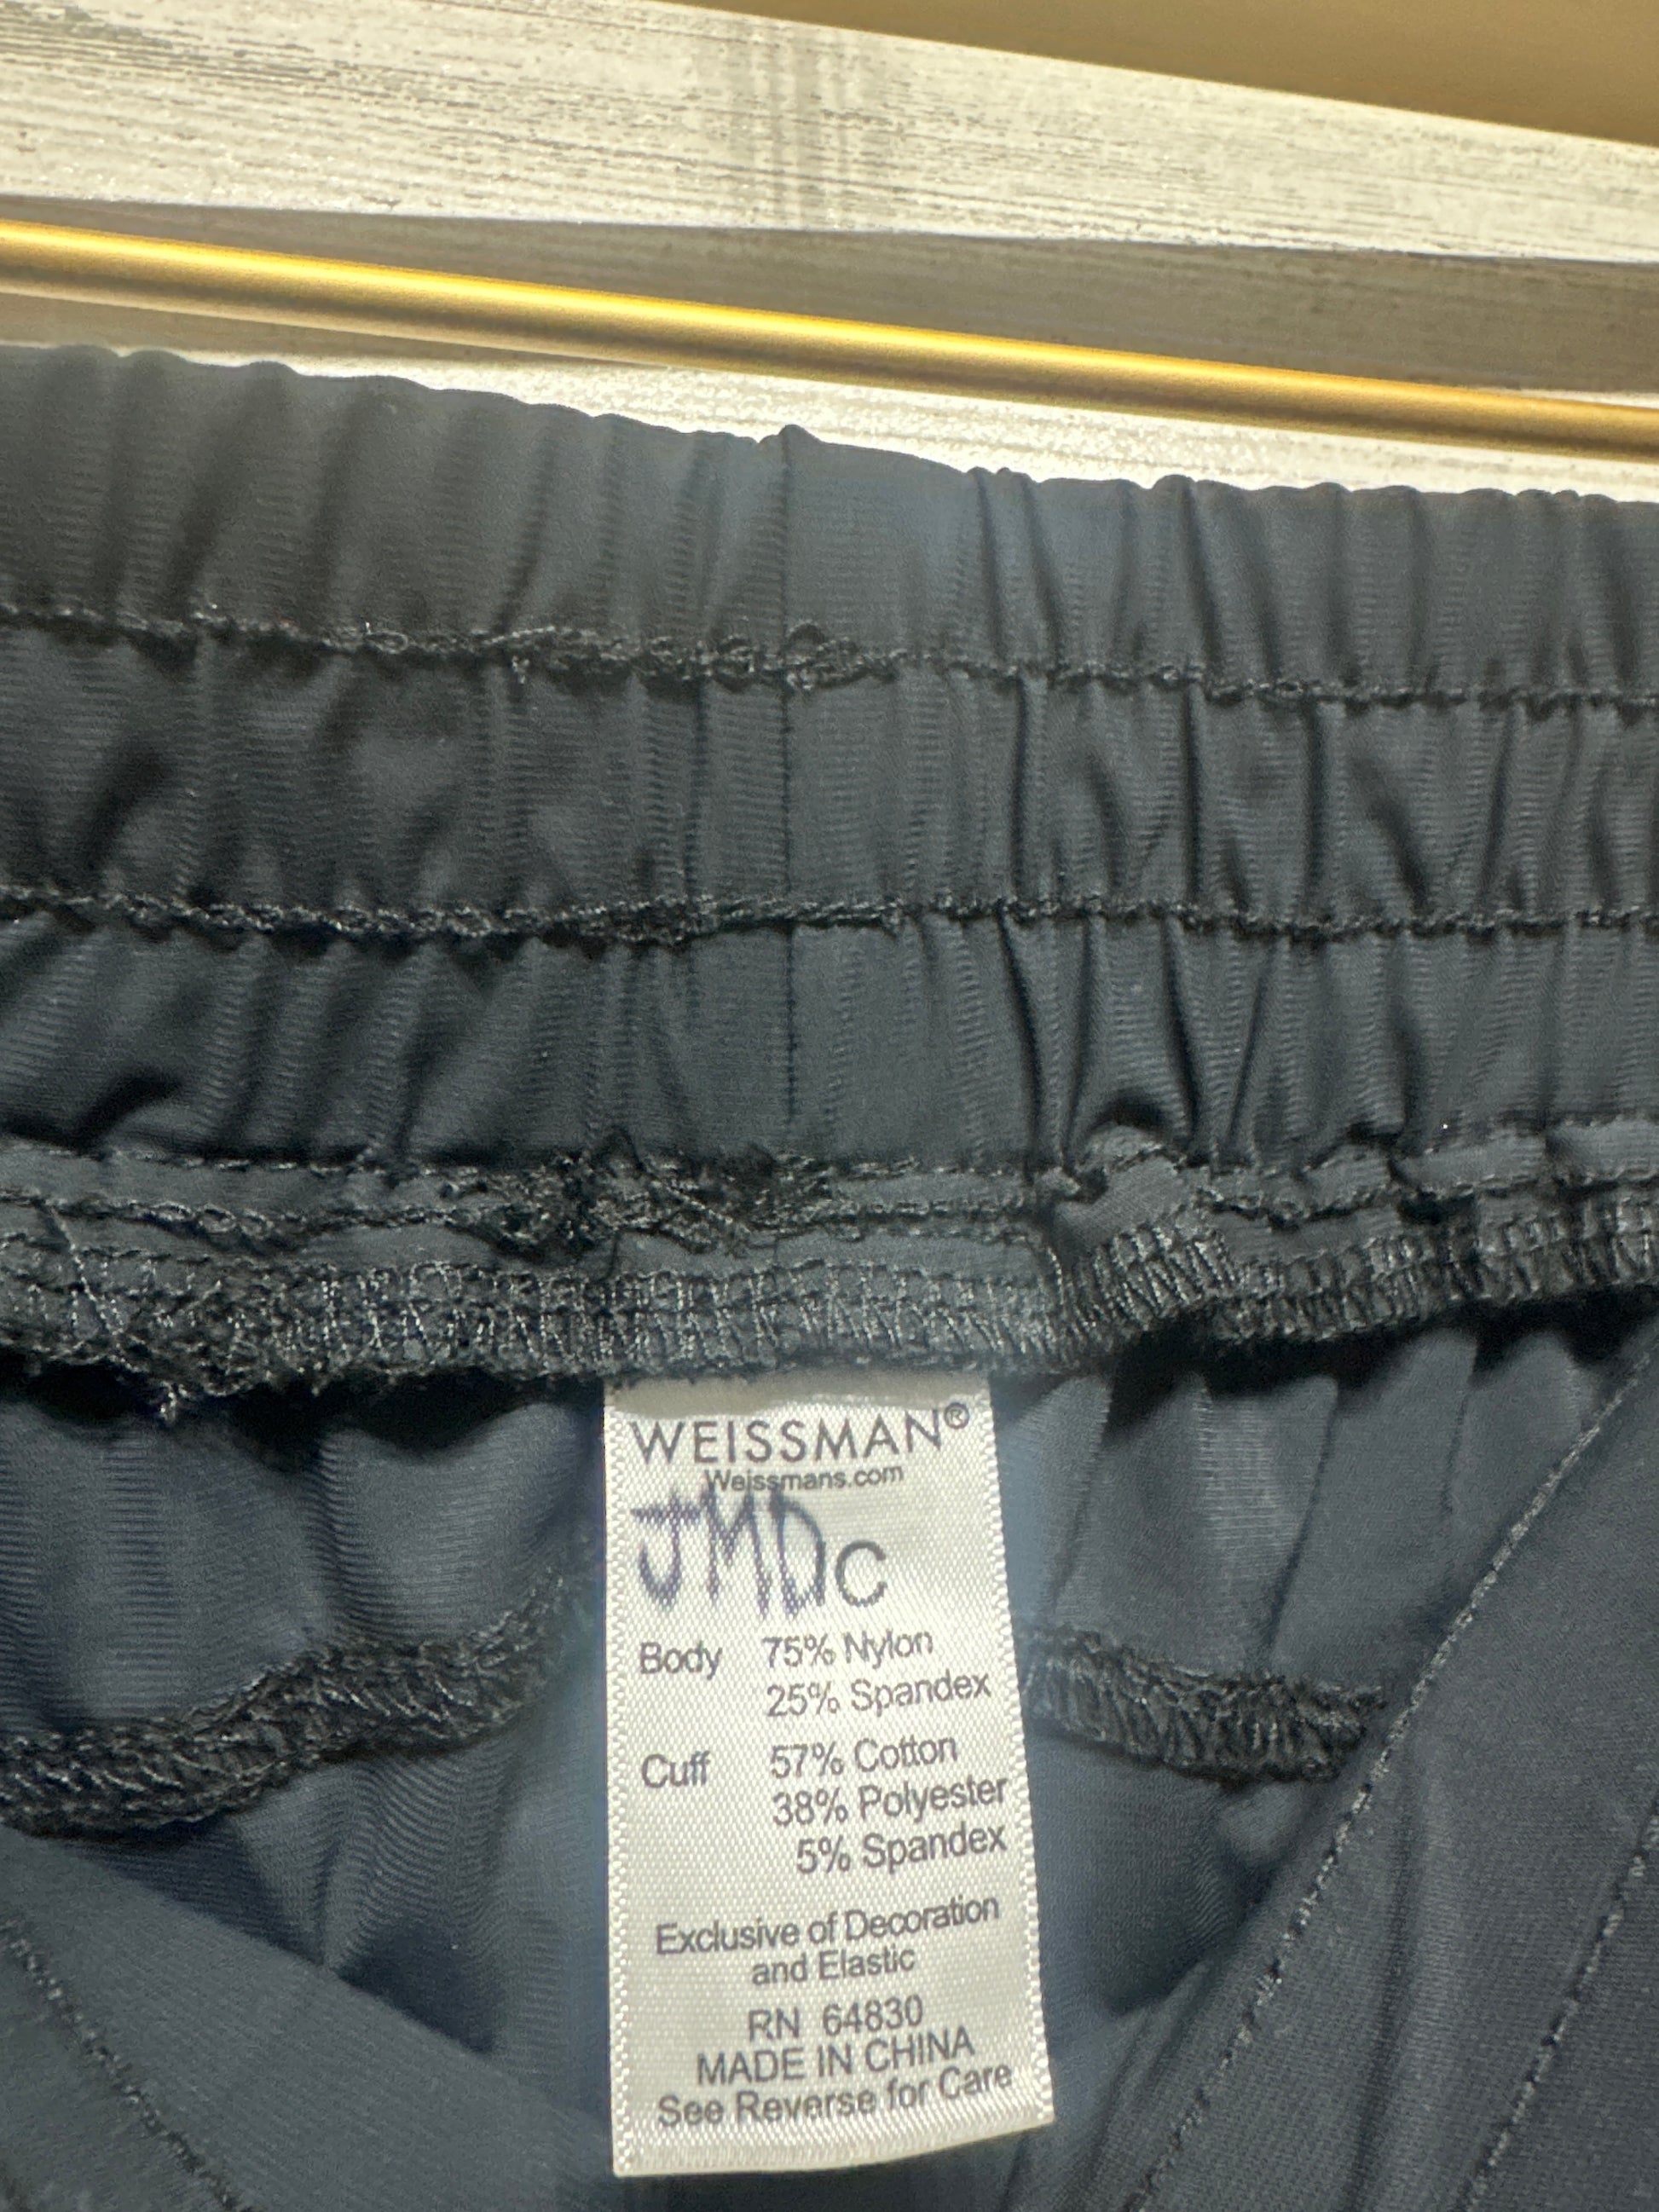 WEISSMAN®
Weissmans.com
JMDC
Body 75% Nylon
25% Spandex
Cuff 57% Cotton
38% Polyester
5% Spandex
Exclusive of Decoration
and Elastic
RN 64830
MADE IN CHINA
See Reverse for Care